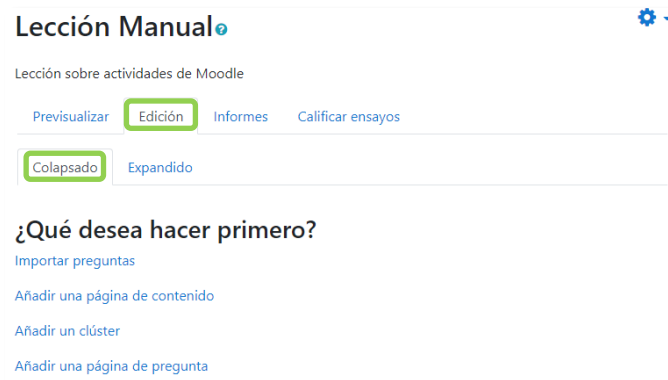 Lección Manual
Lección sobre actividades de Moodle
Previsualizar Edición Informes Calificar ensayos
Colapsado Expandido
¿Qué desea hacer primero?
Importar preguntas
Añadir una página de contenido
Añadir un clúster
Añadir una página de pregunta